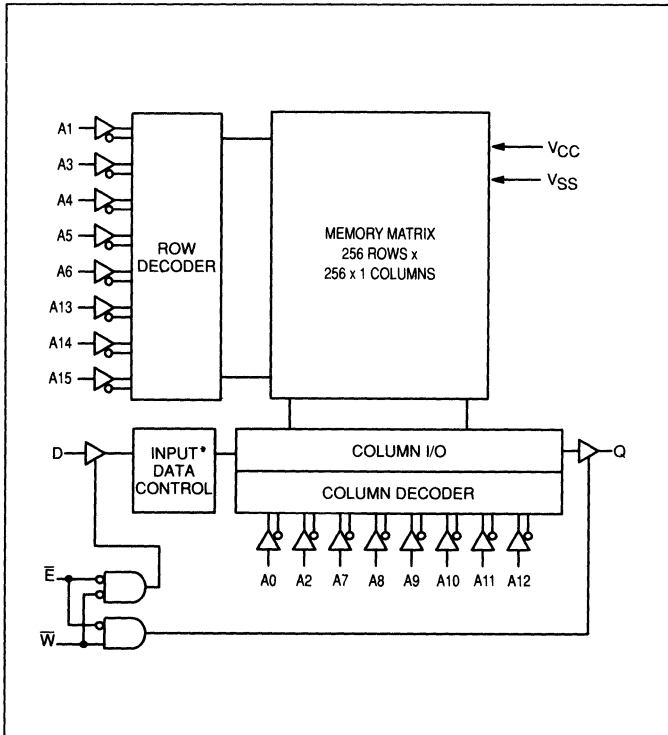 A1
A3
A4
A5
A6
A13
A14
A15
ROW
DECODER
MEMORY MATRIX
256 ROWS x
256 x 1 COLUMNS
VCC
VSS
D
INPUT*
DATA
CONTROL
COLUMN I/O
COLUMN DECODER
Q
A0 A2 A7 A8 A9 A10 A11 A12
E̅
W̅